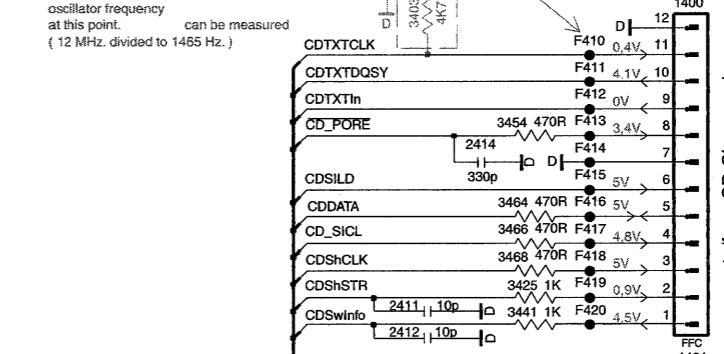 oscillator frequency
at this point. can be measured
( 12 MHz. divided to 1465 Hz. )
3403
4K7
1400
D 12
CDTXTCLK F410 0,4V 11
CDTXTDQSY F411 4.1V 10
CDTXTIn F412 0V 9
CD_PORE 3454 470R F413 3,4V 8
2414 330p D D F414 7
CDSILD F415 5V 6
CDDATA 3464 470R F416 5V 5
CD_SICL 3466 470R F417 4,8V 4
CDShCLK 3468 470R F418 5V 3
CDShSTR 3425 1K F419 0,9V 2
2411 10p D
CDSwinfo 3441 1K F420 4.5V 1
2412 10p D
FFC